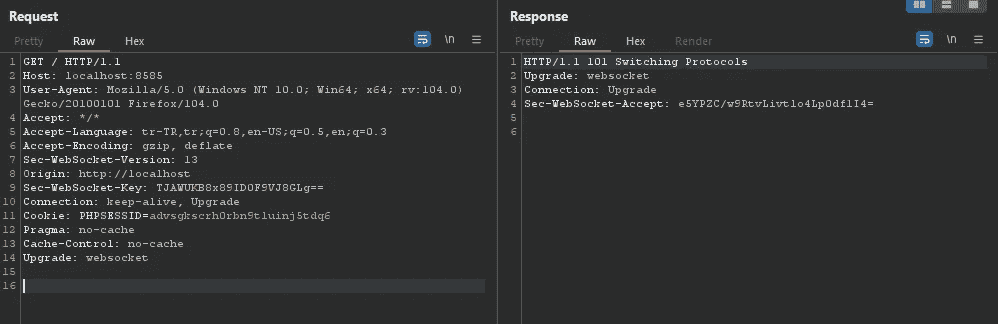 Request
Pretty Raw Hex
\n
1 GET / HTTP/1.1
2 Host: localhost:8585
3 User-Agent: Mozilla/5.0 (Windows NT 10.0; Win64; x64; rv:104.0)
Gecko/20100101 Firefox/104.0
4 Accept: */*
5 Accept-Language: tr-TR,tr;q=0.8,en-US;q=0.5,en;q=0.3
6 Accept-Encoding: gzip, deflate
7 Sec-WebSocket-Version: 13
8 Origin: http://localhost
9 Sec-WebSocket-Key: TJAWUKB8x89ID0F9VJ8GLg==
10 Connection: keep-alive, Upgrade
11 Cookie: PHPSESSID=advsgkscrh0rbn9t1uinj5tdq6
12 Pragma: no-cache
13 Cache-Control: no-cache
14 Upgrade: websocket
15
16
Response
Pretty Raw Hex Render
\n
1 HTTP/1.1 101 Switching Protocols
2 Upgrade: websocket
3 Connection: Upgrade
4 Sec-WebSocket-Accept: e5YPZC/w9RtvLivtlo4Lp0dflI4=
5
6